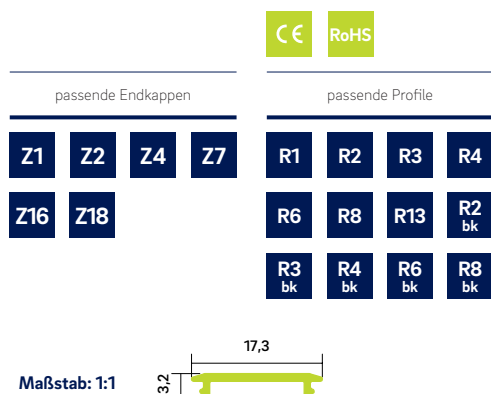 CE RoHS
passende Endkappen
Z1 Z2 Z4 Z7
Z16 Z18
passende Profile
R1 R2 R3 R4
R6 R8 R13 R2 bk
R3 bk R4 bk R6 bk R8 bk
17,3
3,2
Maßstab: 1:1